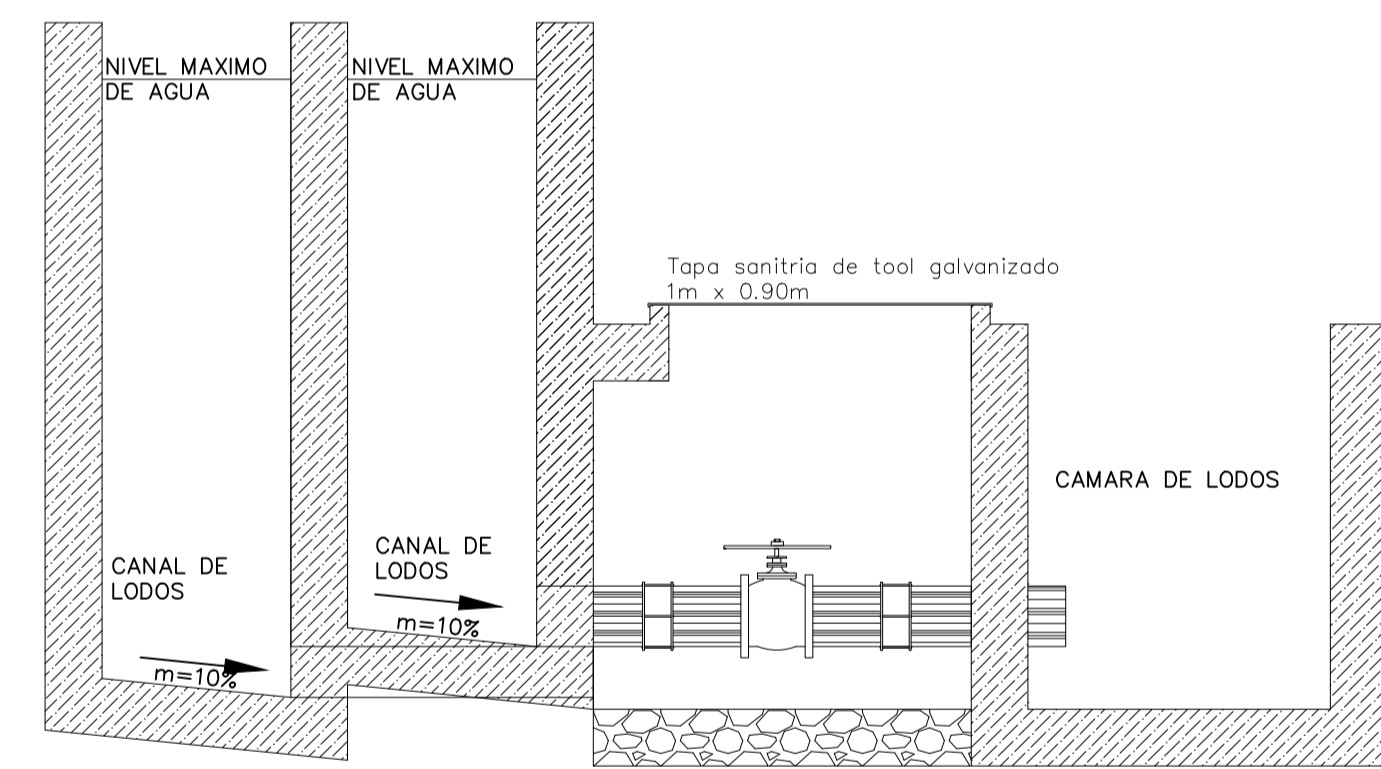 NIVEL MAXIMO
DE AGUA
NIVEL MAXIMO
DE AGUA
Tapa sanitria de tool galvanizado
1m x 0.90m
CAMARA DE LODOS
CANAL DE
LODOS
m=10%
CANAL DE
LODOS
m=10%